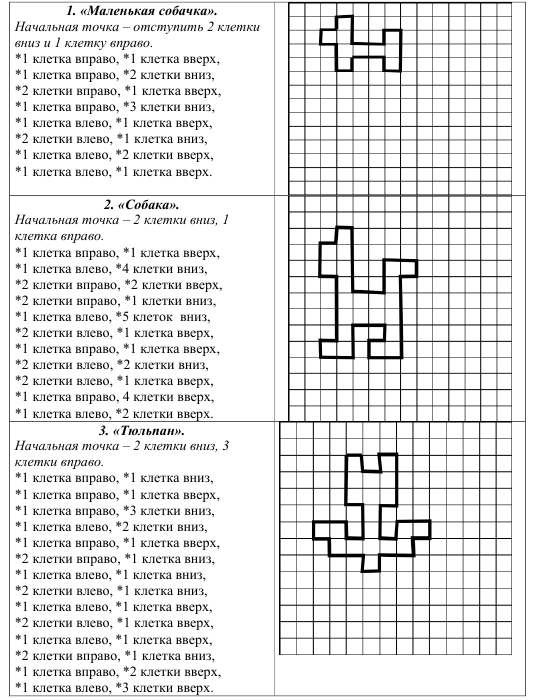 1. «Маленькая собачка».
Начальная точка – отступить 2 клетки
вниз и 1 клетку вправо.
*1 клетка вправо, *1 клетка вверх,
*1 клетка вправо, *2 клетки вниз,
*2 клетки вправо, *1 клетка вверх,
*1 клетка вправо, *3 клетки вниз,
*1 клетка влево, *1 клетка вверх,
*2 клетки влево, *1 клетка вниз,
*1 клетка влево, *2 клетки вверх,
*1 клетка влево, *1 клетка вверх.
2. «Собака».
Начальная точка – 2 клетки вниз, 1
клетка вправо.
*1 клетка вправо, *1 клетка вверх,
*1 клетка влево, *4 клетки вниз,
*2 клетки вправо, *2 клетки вверх,
*2 клетки вправо, *1 клетки вниз,
*1 клетка влево, *5 клеток вниз,
*2 клетки влево, *1 клетка вверх,
*1 клетка вправо, *1 клетка вверх,
*2 клетки влево, *2 клетки вниз,
*2 клетки влево, *1 клетка вверх,
*1 клетка вправо, 4 клетки вверх,
*1 клетка влево, *2 клетки вверх.
3. «Тюльпан».
Начальная точка – 2 клетки вниз, 3
клетки вправо.
*1 клетка вправо, *1 клетка вниз,
*1 клетка вправо, *1 клетка вверх,
*1 клетка вправо, *3 клетки вниз,
*1 клетка влево, *2 клетки вниз,
*1 клетка вправо, *1 клетка вверх,
*2 клетки вправо, *1 клетка вниз,
*1 клетка влево, *1 клетка вниз,
*2 клетки влево, *1 клетка вниз,
*1 клетка влево, *1 клетка вверх,
*2 клетки влево, *1 клетка вверх,
*1 клетка влево, *1 клетка вверх,
*2 клетки вправо, *1 клетка вниз,
*1 клетка вправо, *2 клетки вверх,
*1 клетка влево, *3 клетки вверх.